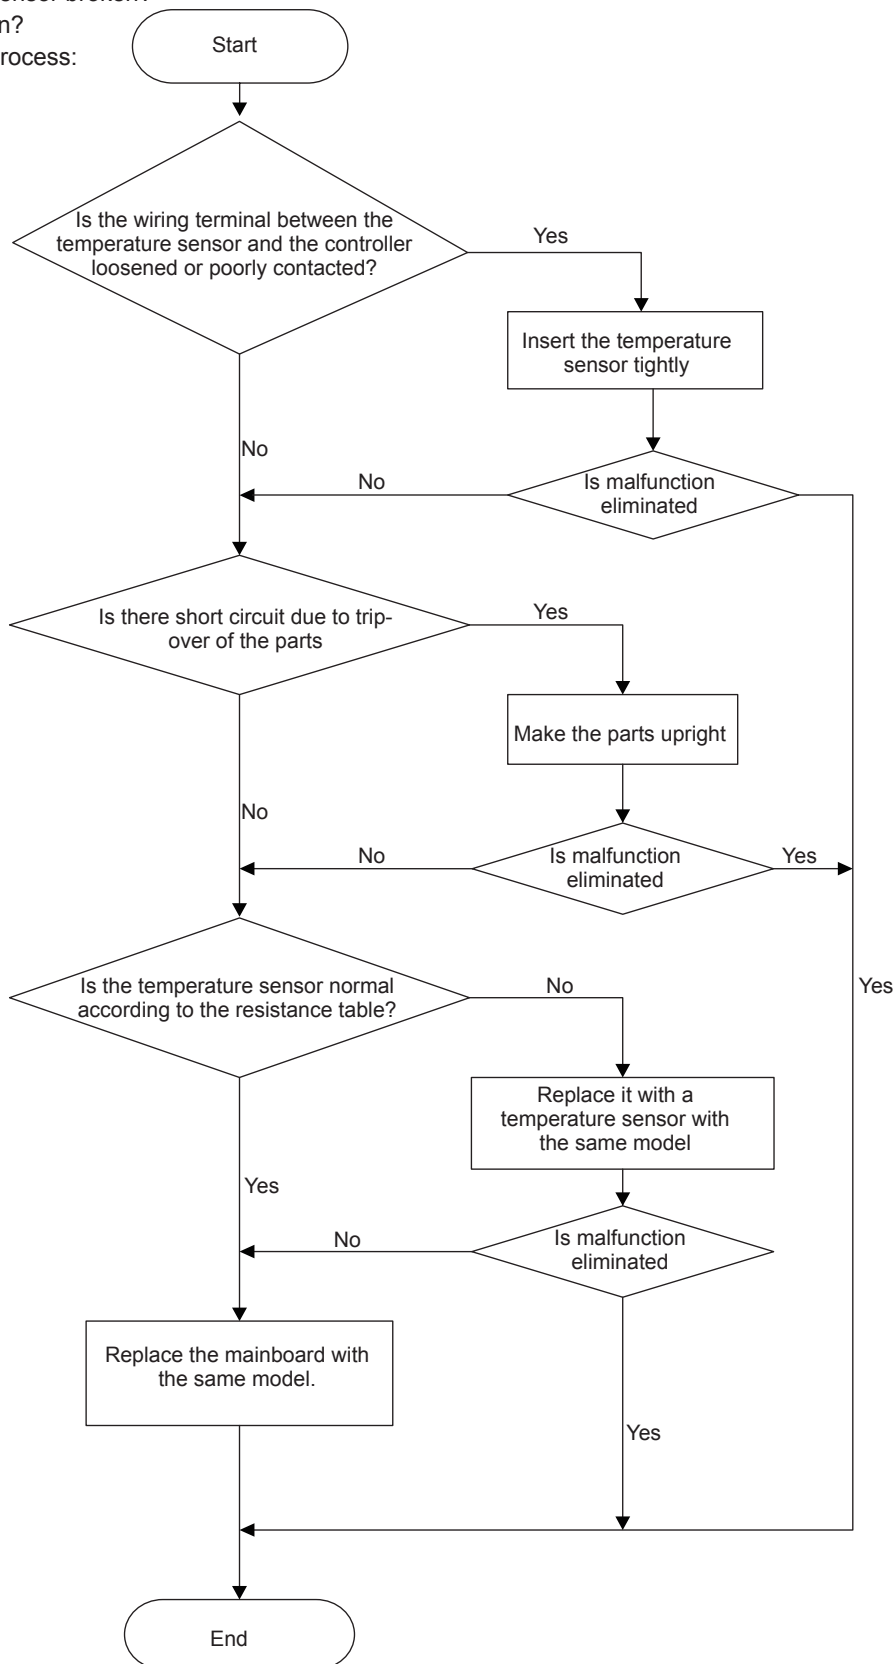 n?
rocess:
Start
Is the wiring terminal between the
temperature sensor and the controller
loosened or poorly contacted?
Yes
Insert the temperature
sensor tightly
No
No
Is malfunction
eliminated
Is there short circuit due to trip-
over of the parts
Yes
Make the parts upright
No
No
Is malfunction
eliminated
Yes
Is the temperature sensor normal
according to the resistance table?
No
Yes
Replace it with a
temperature sensor with
the same model
Yes
No
Is malfunction
eliminated
Replace the mainboard with
the same model.
Yes
End